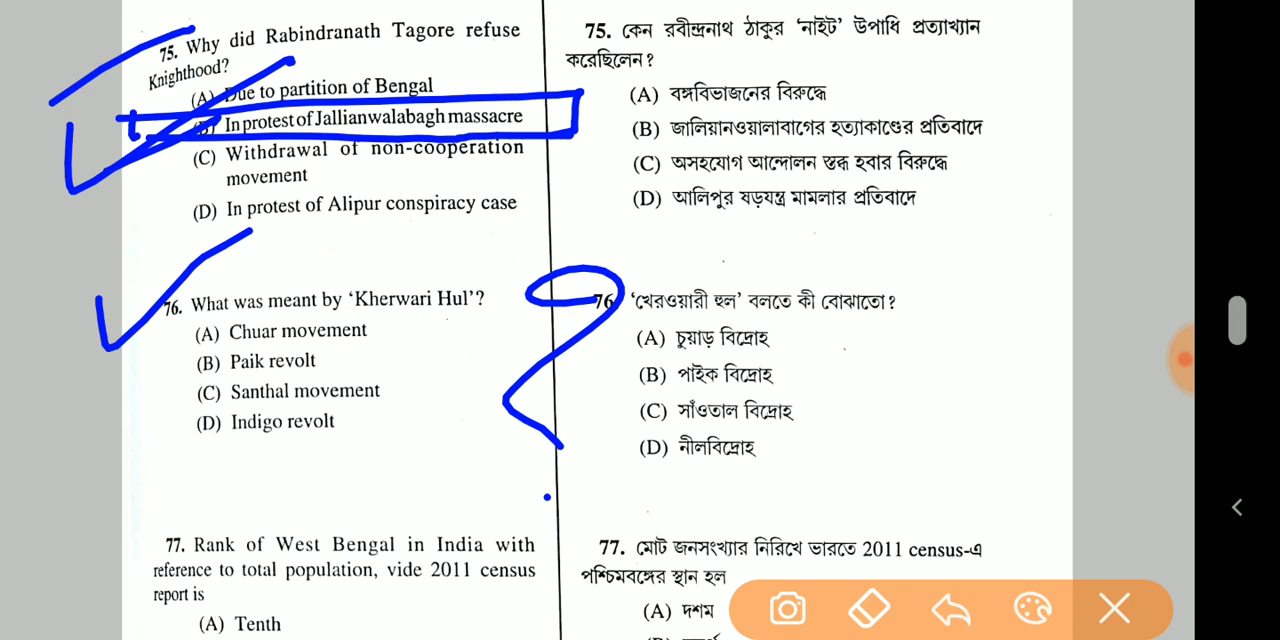 75. Why did Rabindranath Tagore refuse
Knighthood?
(A) Due to partition of Bengal
(B) In protest of Jallianwalabagh massacre
(C) Withdrawal of non-cooperation
movement
(D) In protest of Alipur conspiracy case
76. What was meant by ‘Kherwari Hul’?
(A) Chuar movement
(B) Paik revolt
(C) Santhal movement
(D) Indigo revolt
77. Rank of West Bengal in India with
reference to total population, vide 2011 census
report is
(A) Tenth
75. কেন রবীন্দ্রনাথ ঠাকুর ‘নাইট’ উপাধি প্রত্যাখ্যান
করেছিলেন?
(A) বঙ্গবিভাজনের বিরুদ্ধে
(B) জালিয়ানওয়ালাবাগের হত্যাকাণ্ডের প্রতিবাদে
(C) অসহযোগ আন্দোলন স্তব্ধ হবার বিরুদ্ধে
(D) আলিপুর ষড়যন্ত্র মামলার প্রতিবাদে
76. ‘খেরওয়ারী হুল’ বলতে কী বোঝাতো?
(A) চুয়াড় বিদ্রোহ
(B) পাইক বিদ্রোহ
(C) সাঁওতাল বিদ্রোহ
(D) নীলবিদ্রোহ
77. মোট জনসংখ্যার নিরিখে ভারতে 2011 census-এ
পশ্চিমবঙ্গের স্থান হল
(A) দশম